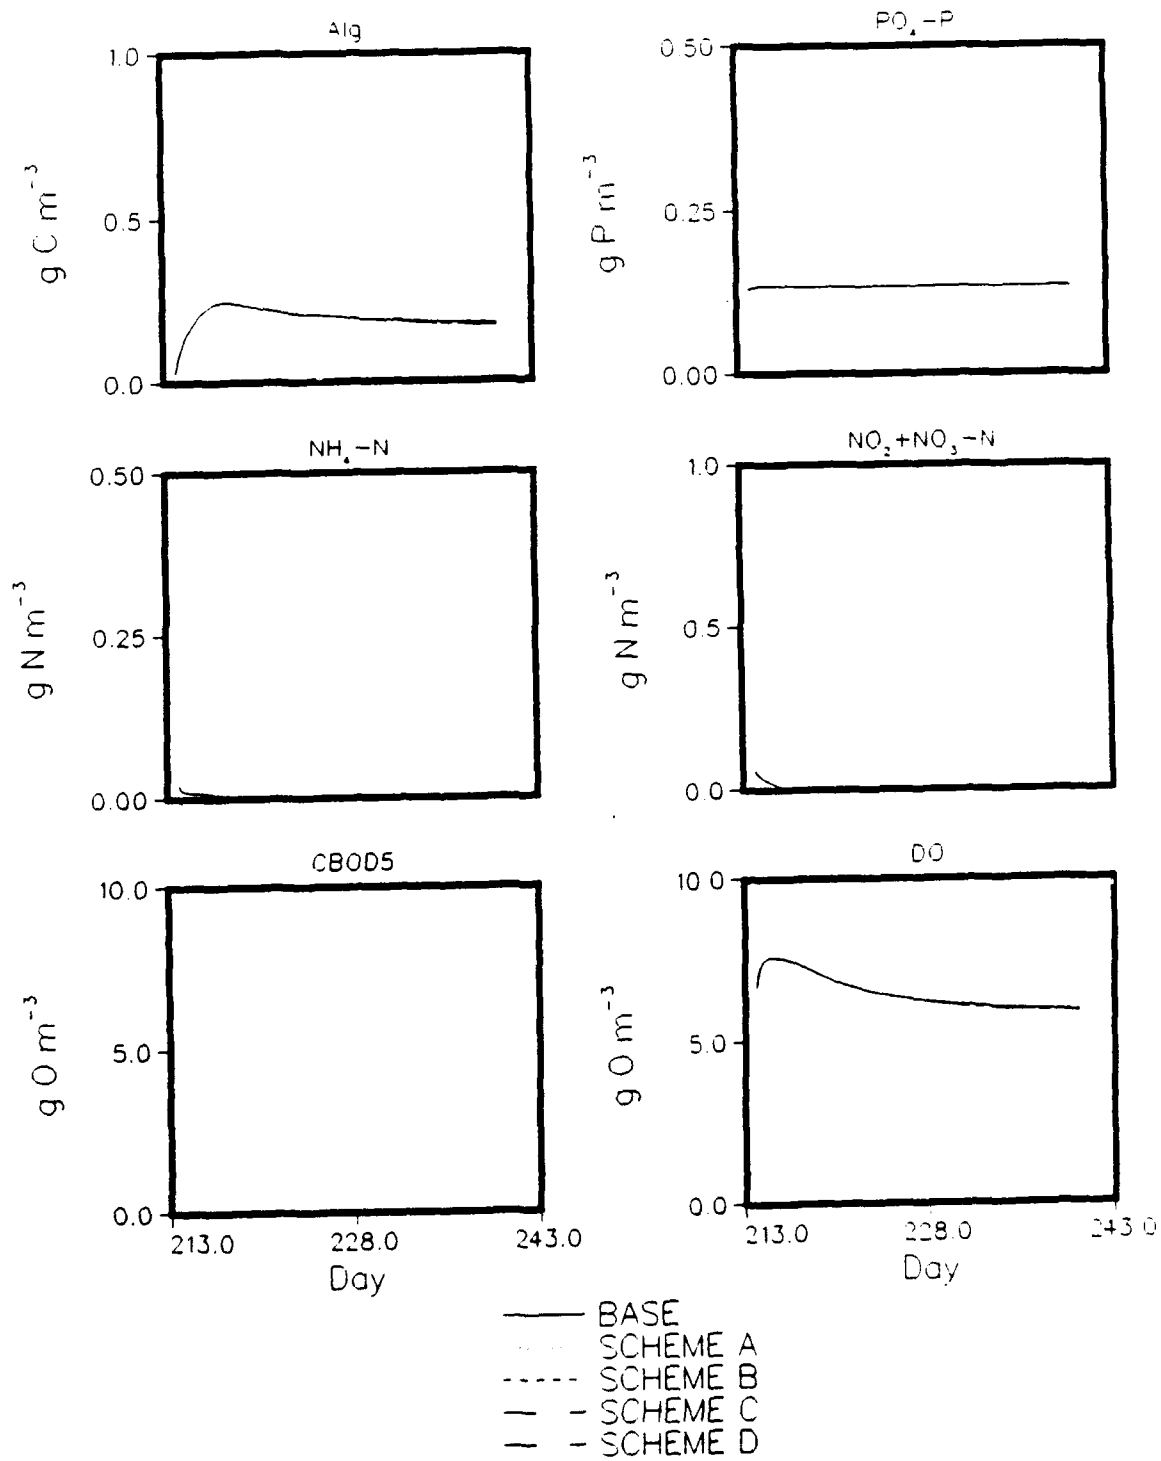 Alg
1.0
0.5
0.0
g C m⁻³
PO₄-P
0.50
0.25
0.00
g P m⁻³
NH₄-N
0.50
0.25
0.00
g N m⁻³
NO₂+NO₃-N
1.0
0.5
0.0
g N m⁻³
CBOD5
10.0
5.0
0.0
g O m⁻³
213.0
228.0
243.0
Day
DO
10.0
5.0
0.0
g O m⁻³
213.0
228.0
243.0
Day
BASE
SCHEME A
SCHEME B
SCHEME C
SCHEME D